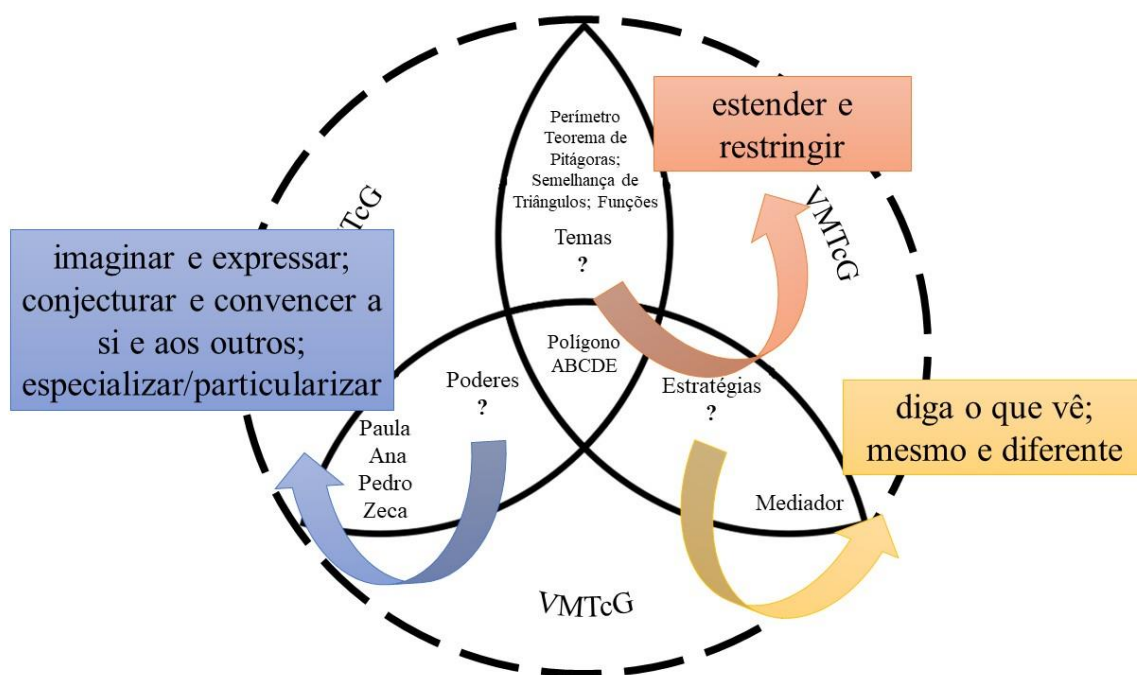 estender e
restringir
Perímetro
Teorema de
Pitágoras;
Semelhança de
Triângulos; Funções
Temas
?
TcG
VMTcG
imaginar e expressar;
conjecturar e convencer a
si e aos outros;
especializar/particularizar
Polígono
ABCDE
Poderes
?
Estratégias
?
diga o que vê;
mesmo e diferente
Paula
Ana
Pedro
Zeca
Mediador
VMTcG